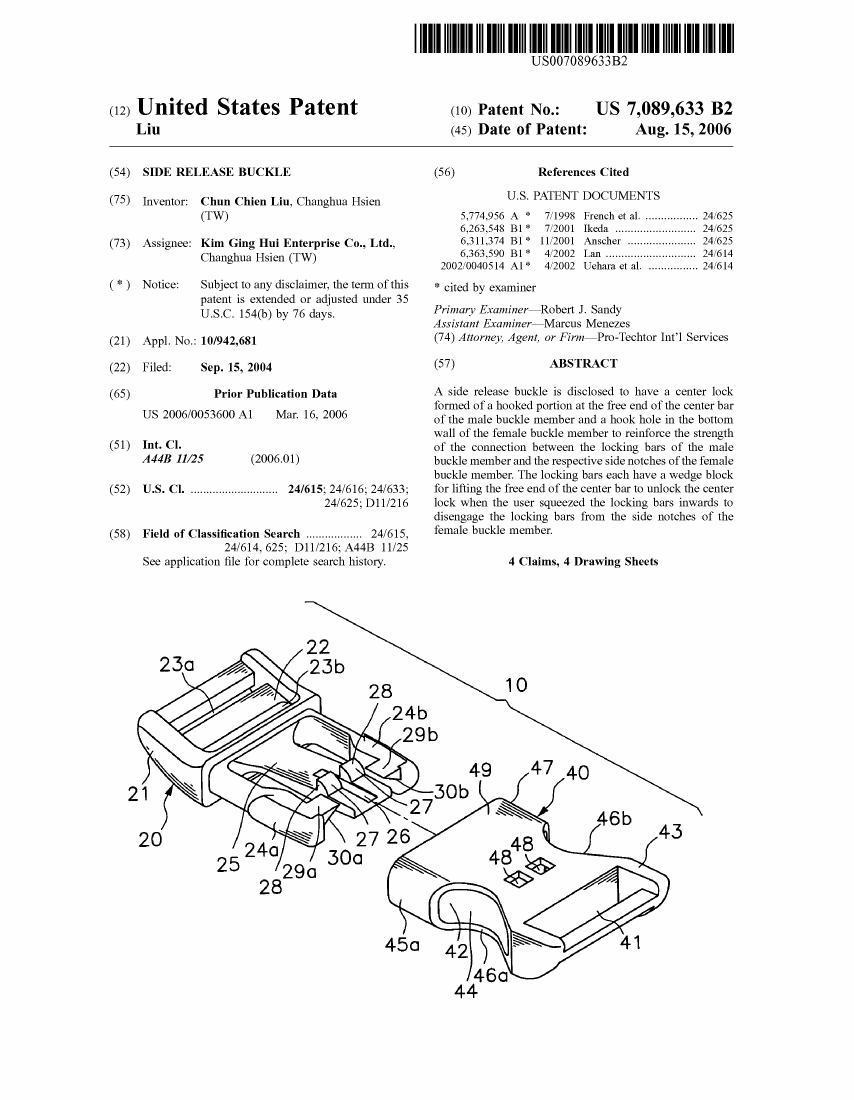 US007089633B2
(12) United States Patent
Liu
(10) Patent No.: US 7,089,633 B2
(45) Date of Patent: Aug. 15, 2006
(54) SIDE RELEASE BUCKLE
(75) Inventor: Chun Chien Liu, Changhua Hsien
(TW)
(73) Assignee: Kim Ging Hui Enterprise Co., Ltd.,
Changhua Hsien (TW)
( * ) Notice: Subject to any disclaimer, the term of this
patent is extended or adjusted under 35
U.S.C. 154(b) by 76 days.
(21) Appl. No.: 10/942,681
(22) Filed: Sep. 15, 2004
(65) Prior Publication Data
US 2006/0053600 A1 Mar. 16, 2006
(51) Int. Cl.
A44B 11/25 (2006.01)
(52) U.S. Cl. ............................ 24/615; 24/616; 24/633;
24/625; D11/216
(58) Field of Classification Search .................. 24/615,
24/614, 625; D11/216; A44B 11/25
See application file for complete search history.
(56) References Cited
U.S. PATENT DOCUMENTS
5,774,956 A * 7/1998 French et al. ................. 24/625
6,263,548 B1 * 7/2001 Ikeda .......................... 24/625
6,311,374 B1 * 11/2001 Anscher ...................... 24/625
6,363,590 B1 * 4/2002 Lan ............................. 24/614
2002/0040514 A1 * 4/2002 Uehara et al. ................ 24/614
* cited by examiner
Primary Examiner—Robert J. Sandy
Assistant Examiner—Marcus Menezes
(74) Attorney, Agent, or Firm—Pro-Techtor Int'l Services
(57) ABSTRACT
A side release buckle is disclosed to have a center lock
formed of a hooked portion at the free end of the center bar
of the male buckle member and a hook hole in the bottom
wall of the female buckle member to reinforce the strength
of the connection between the locking bars of the male
buckle member and the respective side notches of the female
buckle member. The locking bars each have a wedge block
for lifting the free end of the center bar to unlock the center
lock when the user squeezed the locking bars inwards to
disengage the locking bars from the side notches of the
female buckle member.
4 Claims, 4 Drawing Sheets
22
23a
23b
10
28
24b
29b
49
47
40
21
30b
46b
43
20
27
48
48
25
24a
27
26
28
29a
30a
45a
42
46a
44
41